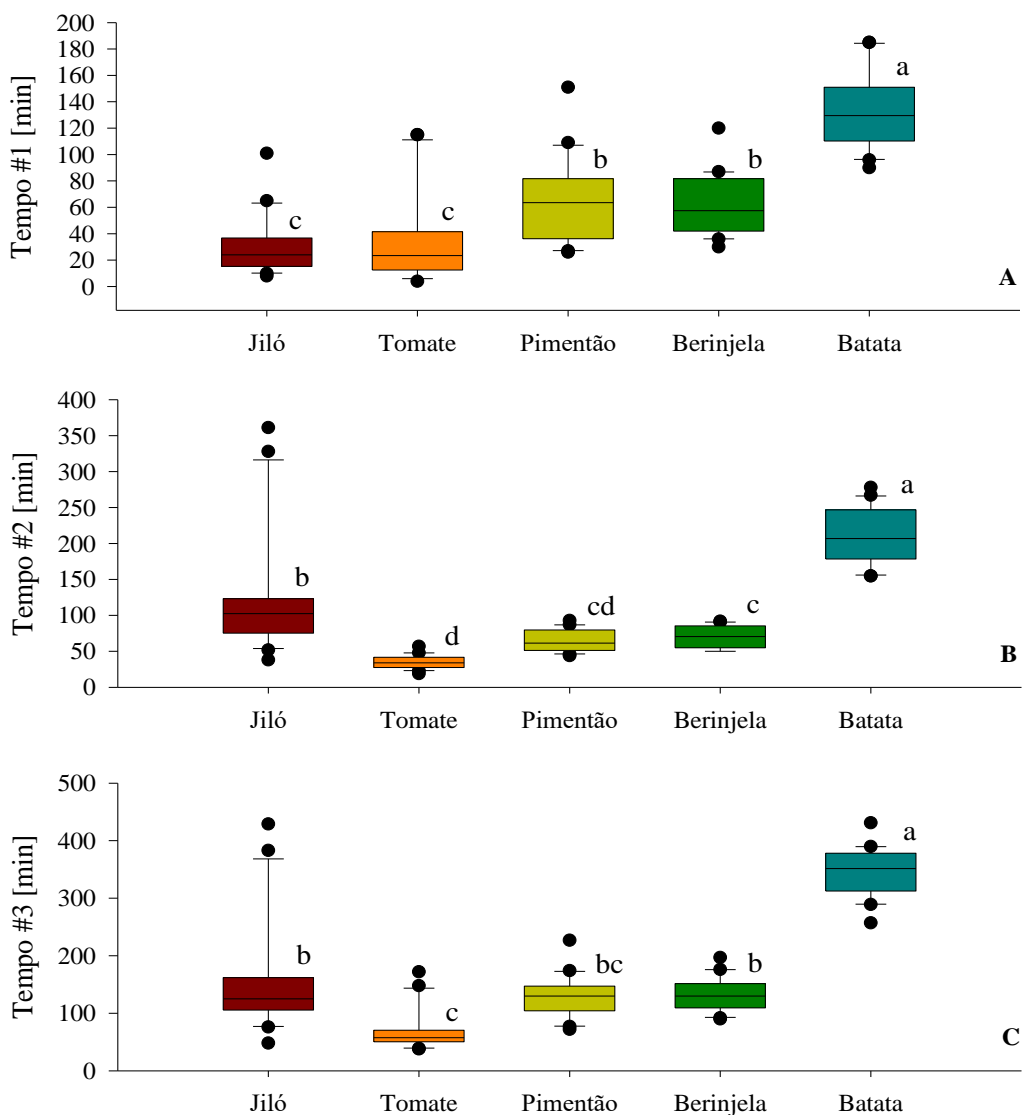 200
180
160
140
120
100
80
60
40
20
0
Tempo #1 [min]
c
c
b
b
a
A
Jiló
Tomate
Pimentão
Berinjela
Batata
400
350
300
250
200
150
100
50
0
Tempo #2 [min]
b
d
cd
c
a
B
Jiló
Tomate
Pimentão
Berinjela
Batata
500
400
300
200
100
0
Tempo #3 [min]
b
c
bc
b
a
C
Jiló
Tomate
Pimentão
Berinjela
Batata